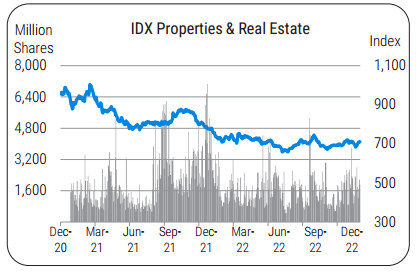 IDX Properties & Real Estate
Million
Shares
Index
8,000
1,100
6,400
900
4,800
700
3,200
500
1,600
300
Dec-20
Mar-21
Jun-21
Sep-21
Dec-21
Mar-22
Jun-22
Sep-22
Dec-22